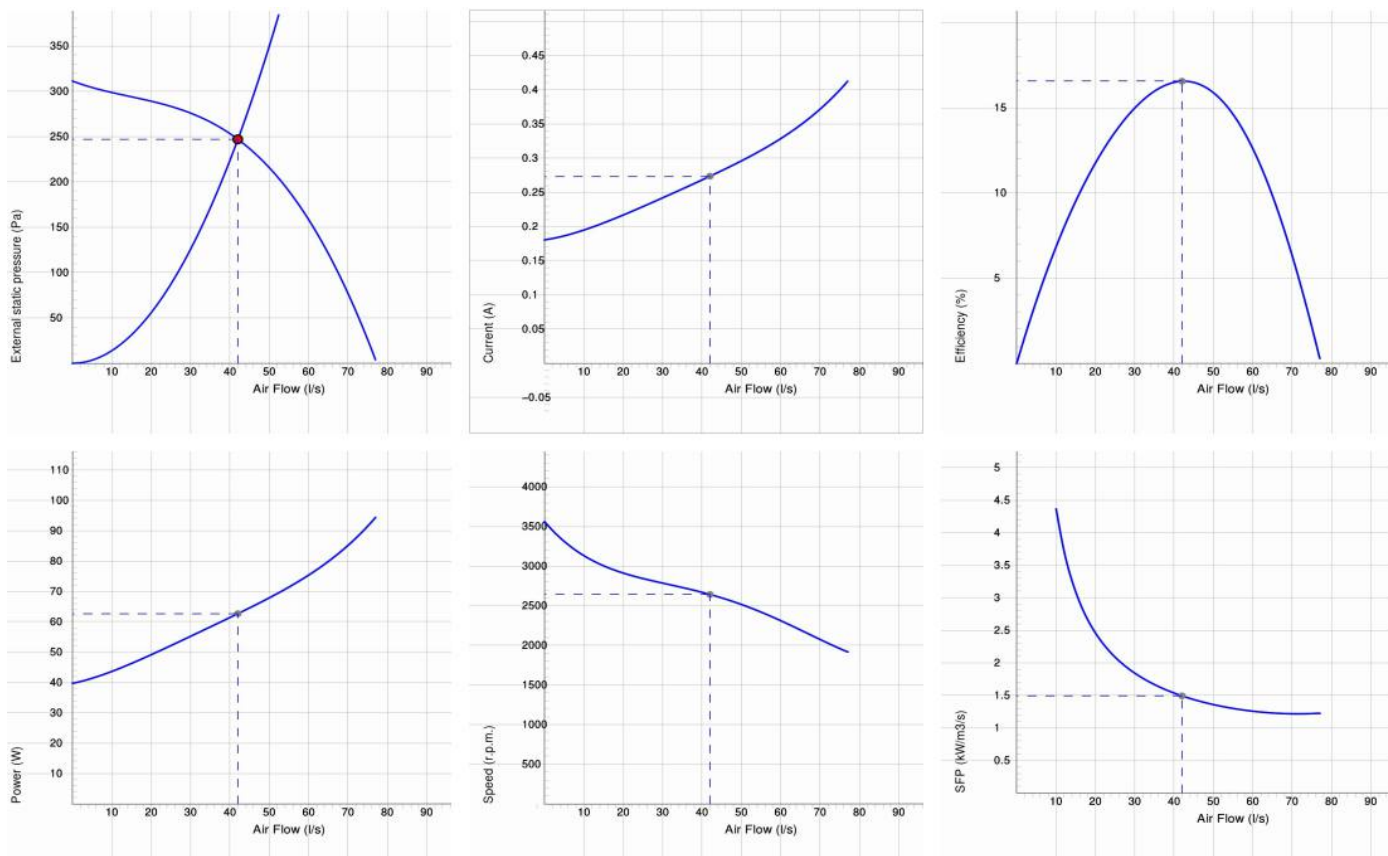 External static pressure (Pa)
350
300
250
200
150
100
50
10 20 30 40 50 60 70 80 90
Air Flow (l/s)
Current (A)
0.45
0.4
0.35
0.3
0.25
0.2
0.15
0.1
0.05
−0.05
10 20 30 40 50 60 70 80 90
Air Flow (l/s)
Efficiency (%)
15
10
5
10 20 30 40 50 60 70 80 90
Air Flow (l/s)
Power (W)
110
100
90
80
70
60
50
40
30
20
10
10 20 30 40 50 60 70 80 90
Air Flow (l/s)
Speed (r.p.m.)
4000
3500
3000
2500
2000
1500
1000
500
10 20 30 40 50 60 70 80 90
Air Flow (l/s)
SFP (kW/m3/s)
5
4.5
4
3.5
3
2.5
2
1.5
1
0.5
10 20 30 40 50 60 70 80 90
Air Flow (l/s)